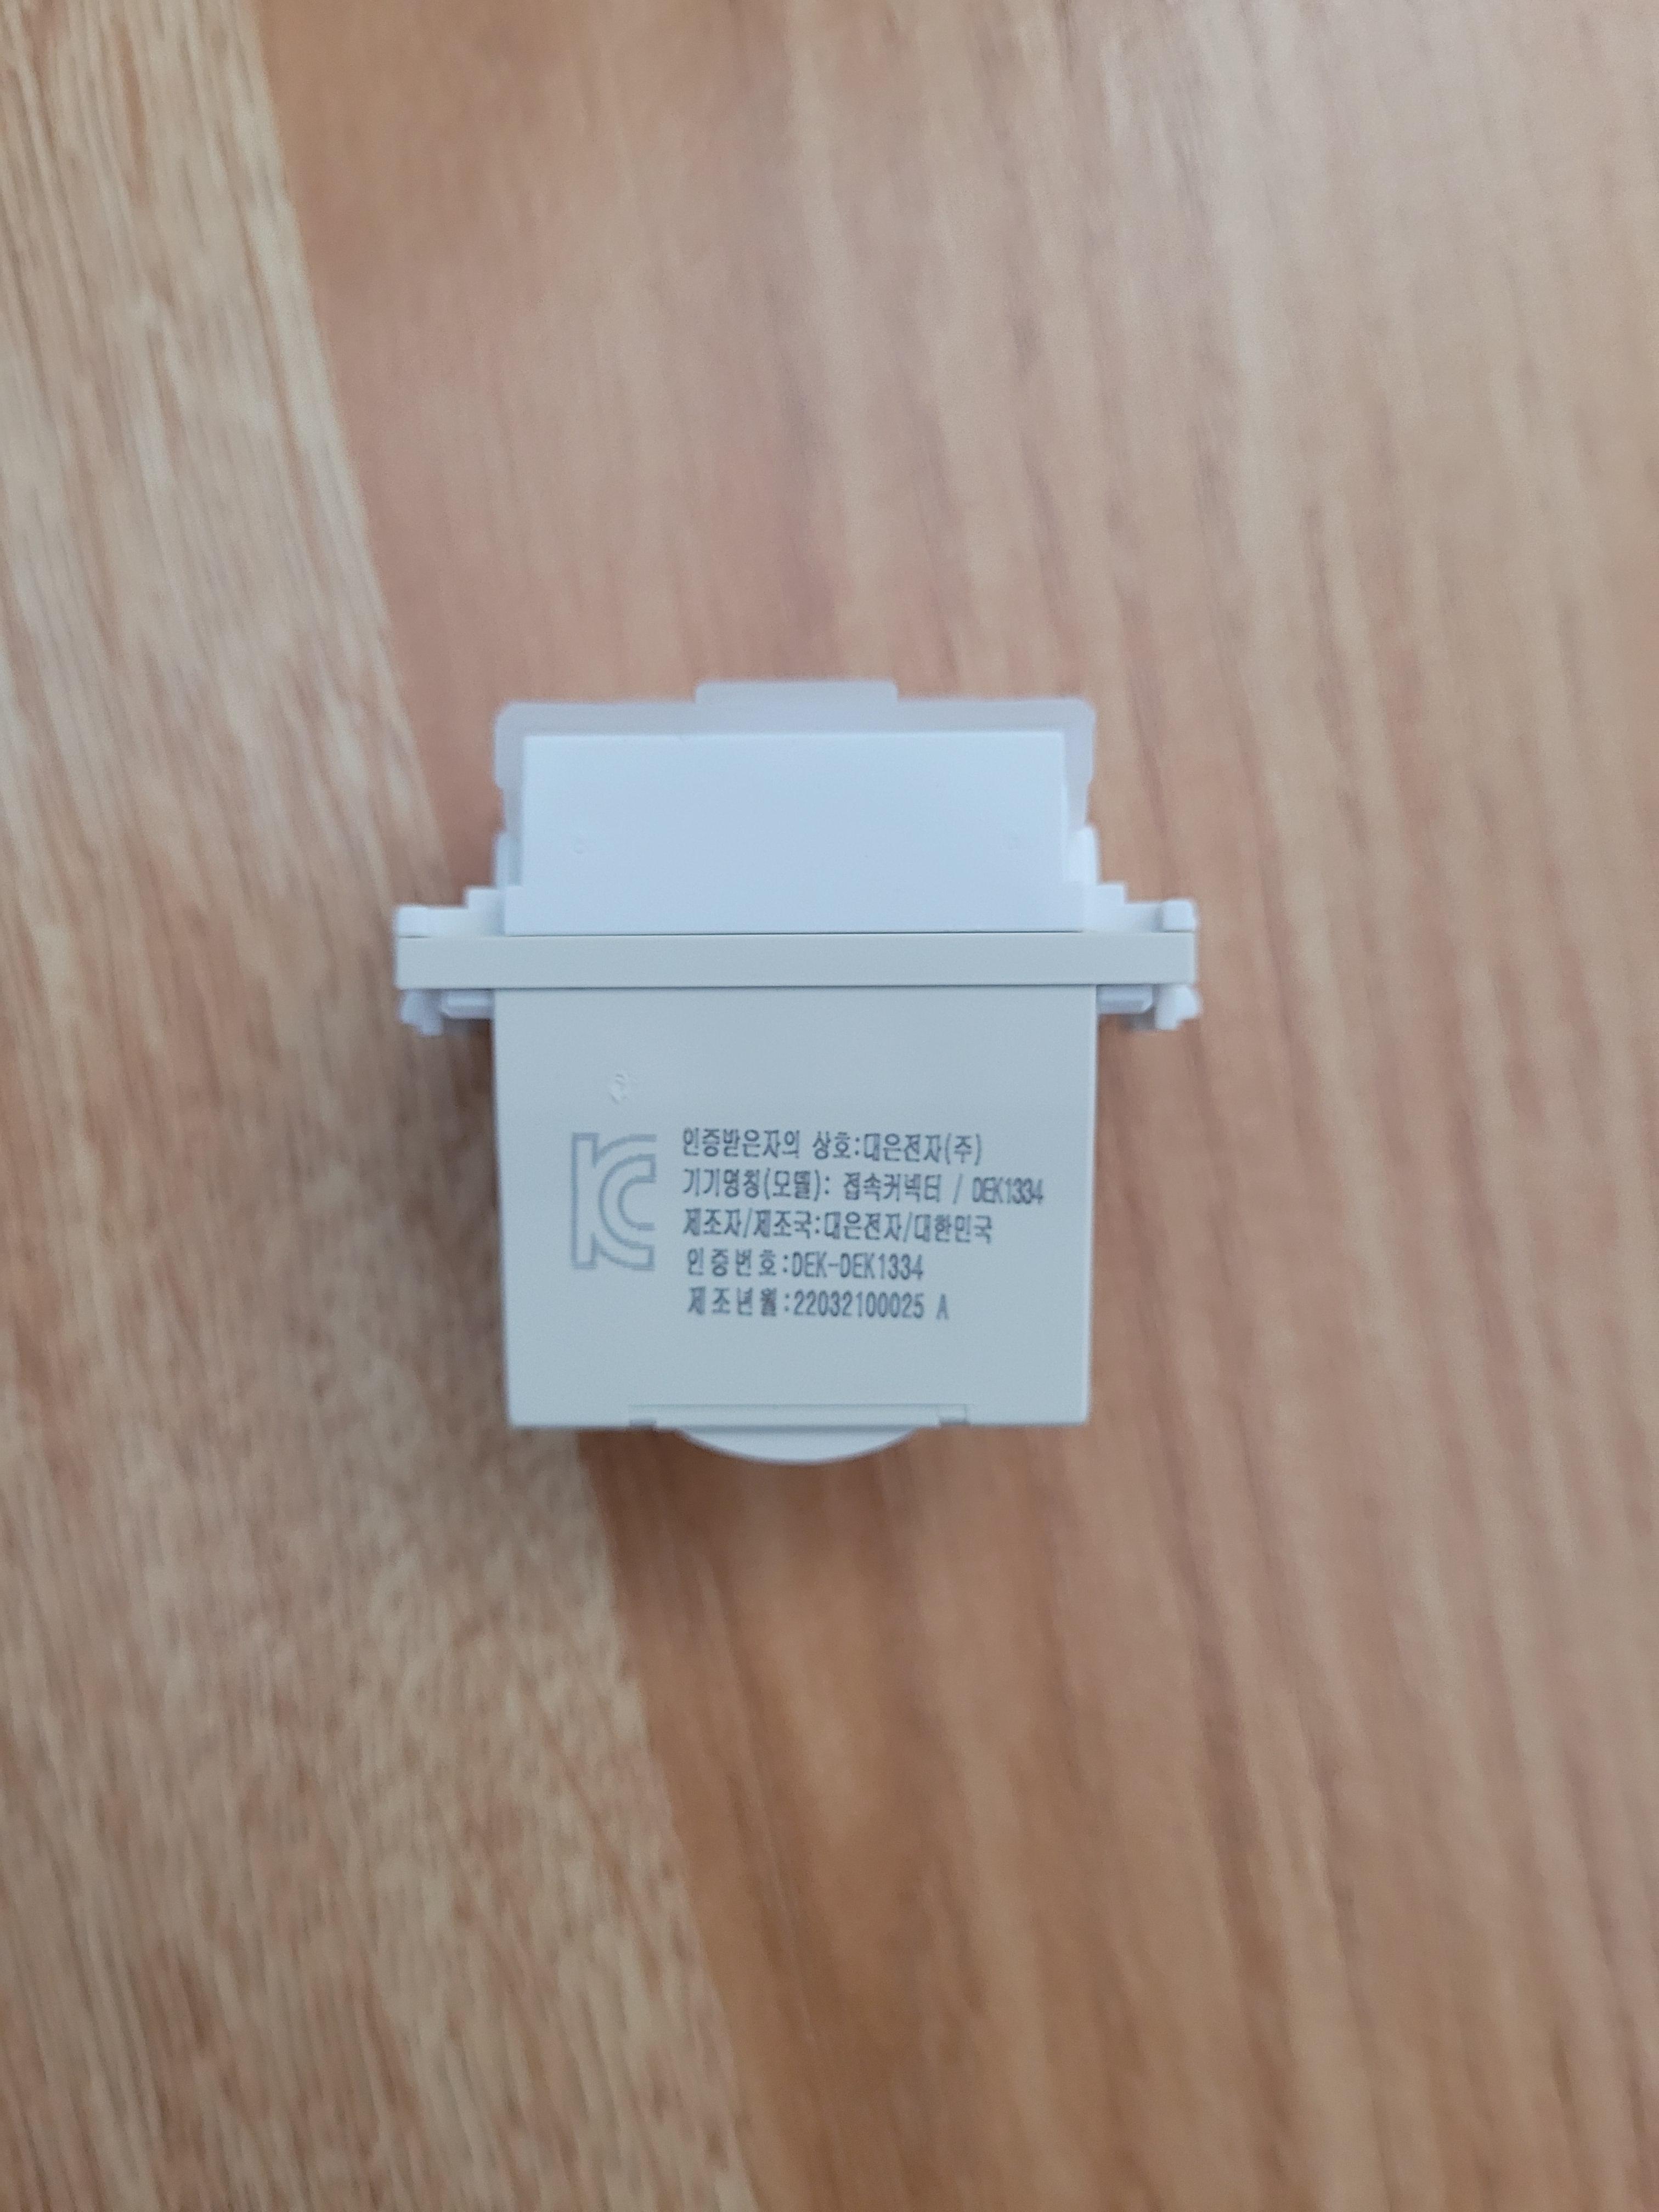 인증받은자의 상호:대은전자(주)
기기명칭(모델): 접속커넥터 / DEK1334
제조자/제조국:대은전자/대한민국
인증번호:DEK-DEK1334
제조년월:22032100025 A